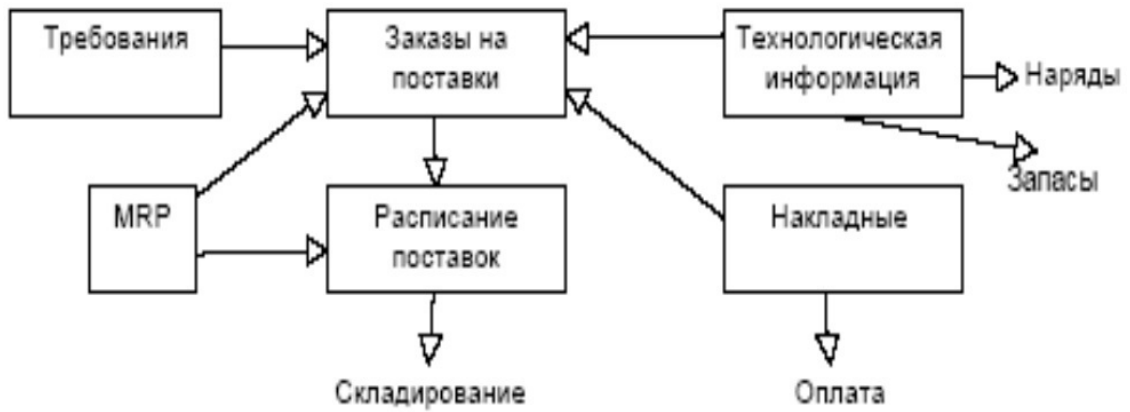 Требования
Заказы на
поставки
Технологическая
информация
Наряды
Запасы
MRP
Расписание
поставок
Накладные
Складирование
Оплата